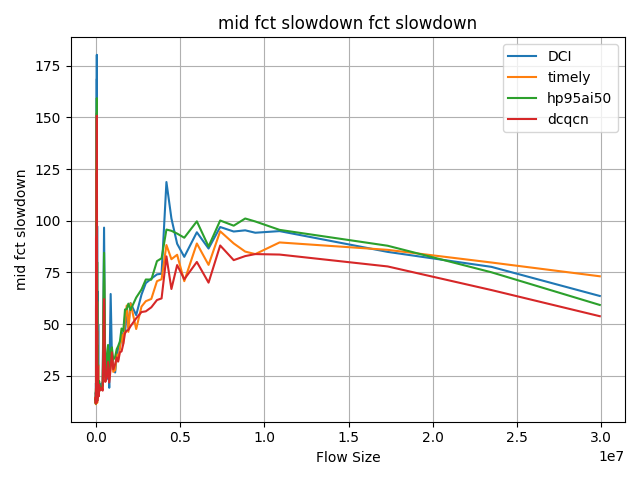 mid fct slowdown fct slowdown
DCI
timely
hp95ai50
dcqcn
mid fct slowdown
175
150
125
100
75
50
25
0.0 0.5 1.0 1.5 2.0 2.5 3.0
1e7
Flow Size